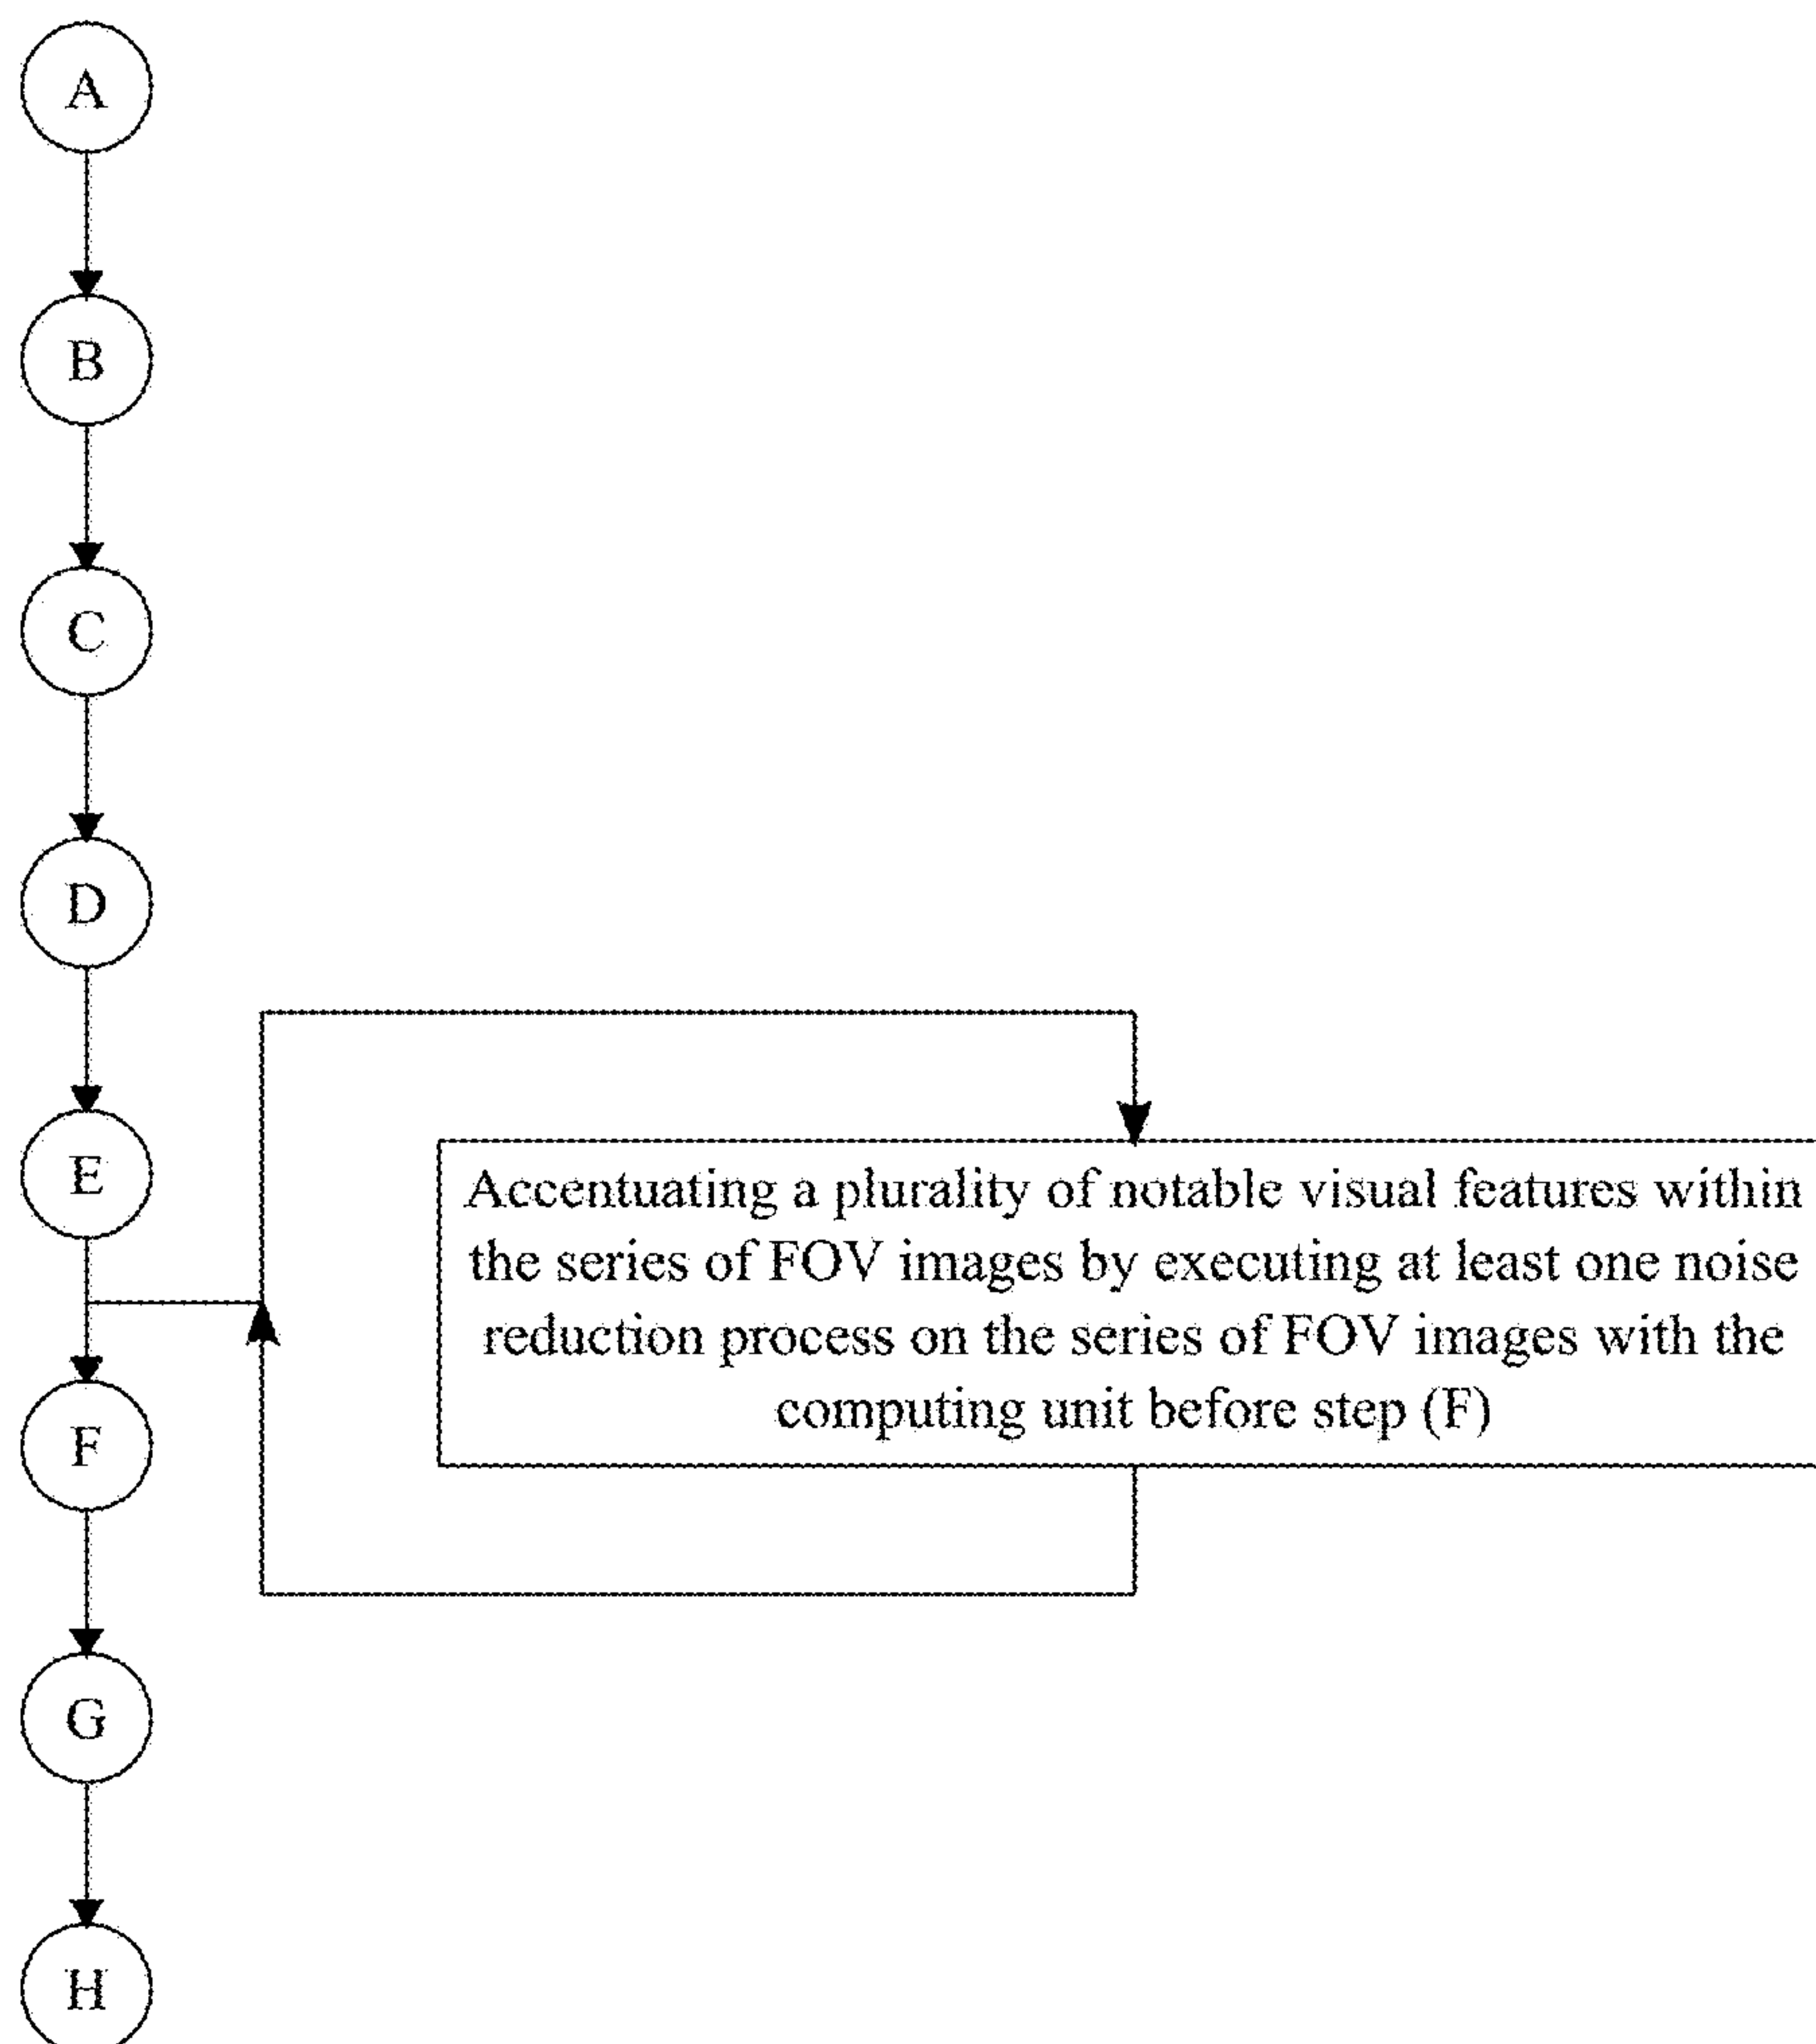 A
B
C
D
E
Accentuating a plurality of notable visual features within
the series of FOV images by executing at least one noise
reduction process on the series of FOV images with the
computing unit before step (F)
F
G
H